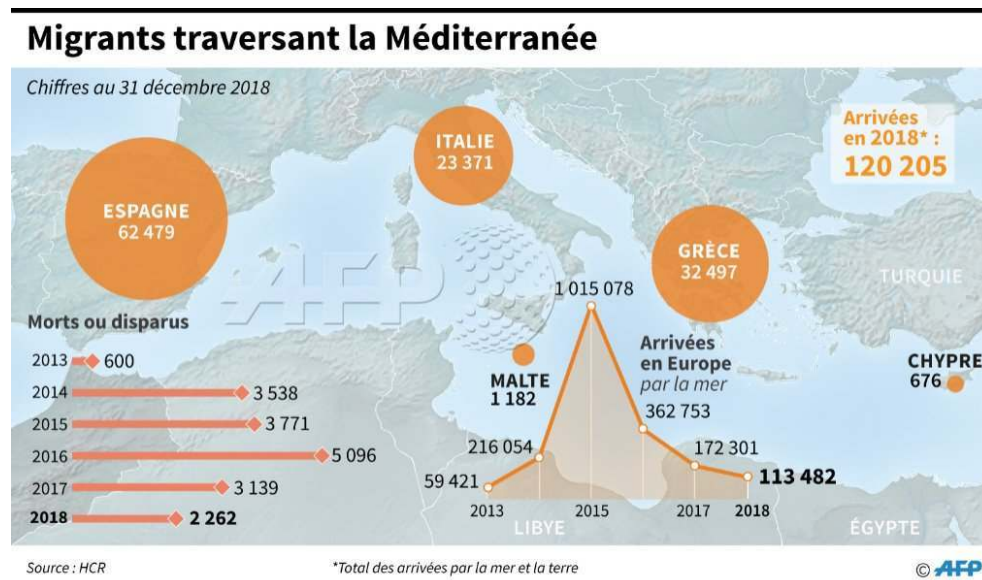 Migrants traversant la Méditerranée
Chiffres au 31 décembre 2018
Arrivées
en 2018* :
120 205
ITALIE
23 371
ESPAGNE
62 479
GRÈCE
32 497
TURQUIE
AFP
Morts ou disparus
2013 600
2014 3 538
2015 3 771
2016 5 096
2017 3 139
2018 2 262
MALTE
1 182
CHYPRE
676
Arrivées
en Europe
par la mer
59 421
216 054
1 015 078
362 753
172 301
113 482
2013 2015 2017 2018
LIBYE
ÉGYPTE
Source : HCR
*Total des arrivées par la mer et la terre
© AFP